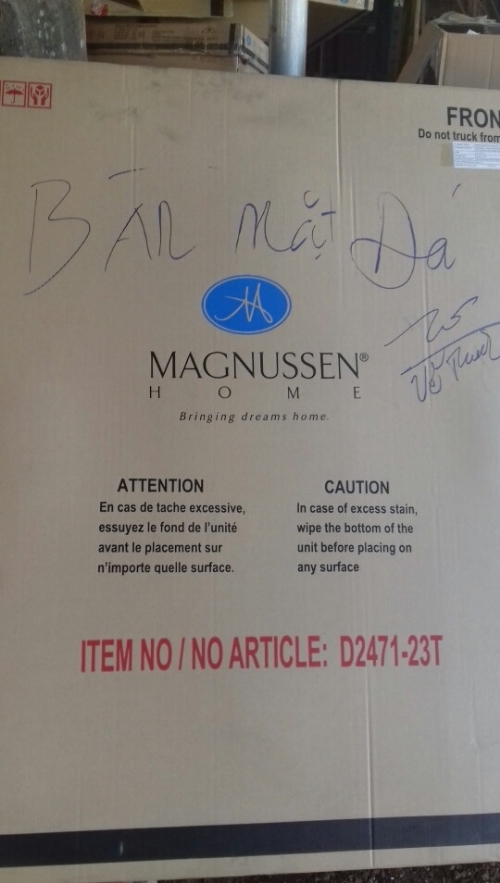 FRON
Do not truck from
BÀN Mặt Đá
MAGNUSSEN®
HOME
Bringing dreams home.
ATTENTION
En cas de tache excessive,
essuyez le fond de l'unité
avant le placement sur
n'importe quelle surface.
CAUTION
In case of excess stain,
wipe the bottom of the
unit before placing on
any surface
ITEM NO / NO ARTICLE: D2471-23T